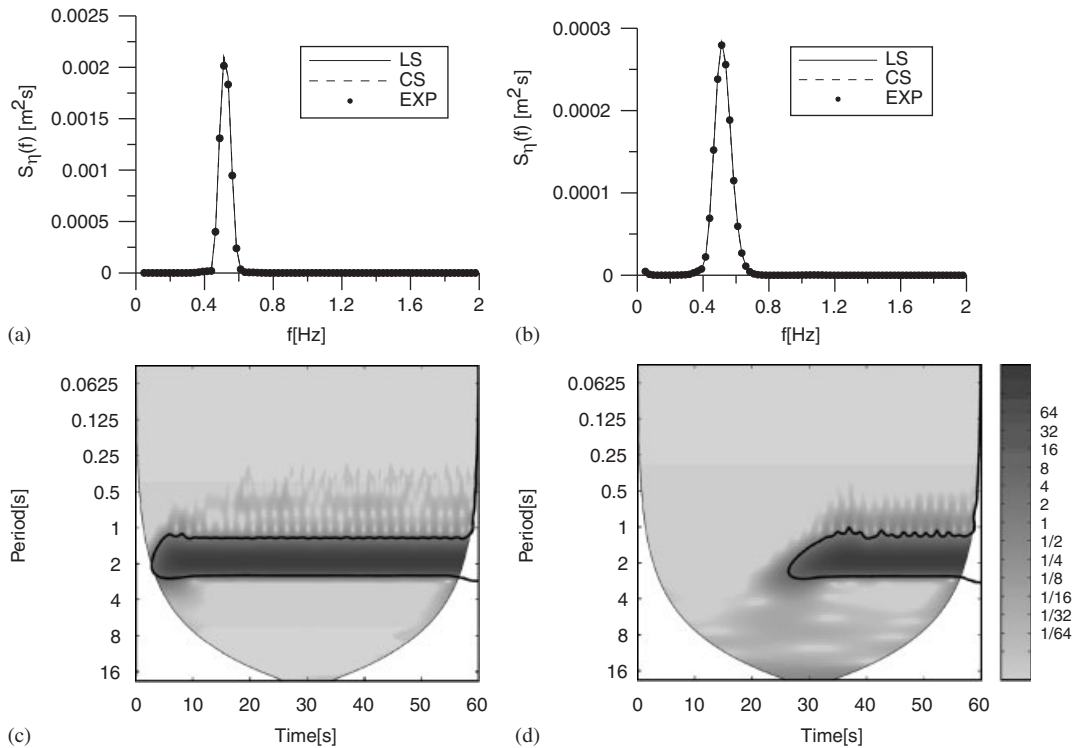 (a)
S_η(f) [m²s]
0.0025
0.002
0.0015
0.001
0.0005
0
LS
CS
EXP
0 0.4 0.8 1.2 1.6 2
f[Hz]
(b)
S_η(f) [m²s]
0.0003
0.0002
0.0001
0
LS
CS
EXP
0 0.4 0.8 1.2 1.6 2
f[Hz]
(c)
Period[s]
0.0625
0.125
0.25
0.5
1
2
4
8
16
0 10 20 30 40 50 60
Time[s]
(d)
Period[s]
0.0625
0.125
0.25
0.5
1
2
4
8
16
0 10 20 30 40 50 60
Time[s]
64
32
16
8
4
2
1
1/2
1/4
1/8
1/16
1/32
1/64